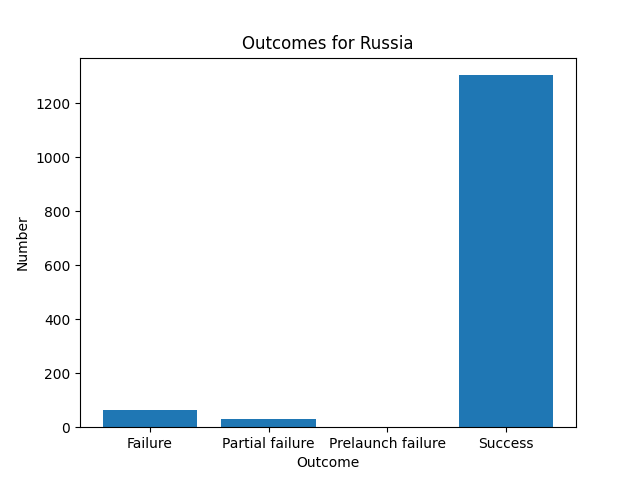 Outcomes for Russia
Number
1200
1000
800
600
400
200
0
Failure Partial failure Prelaunch failure Success
Outcome